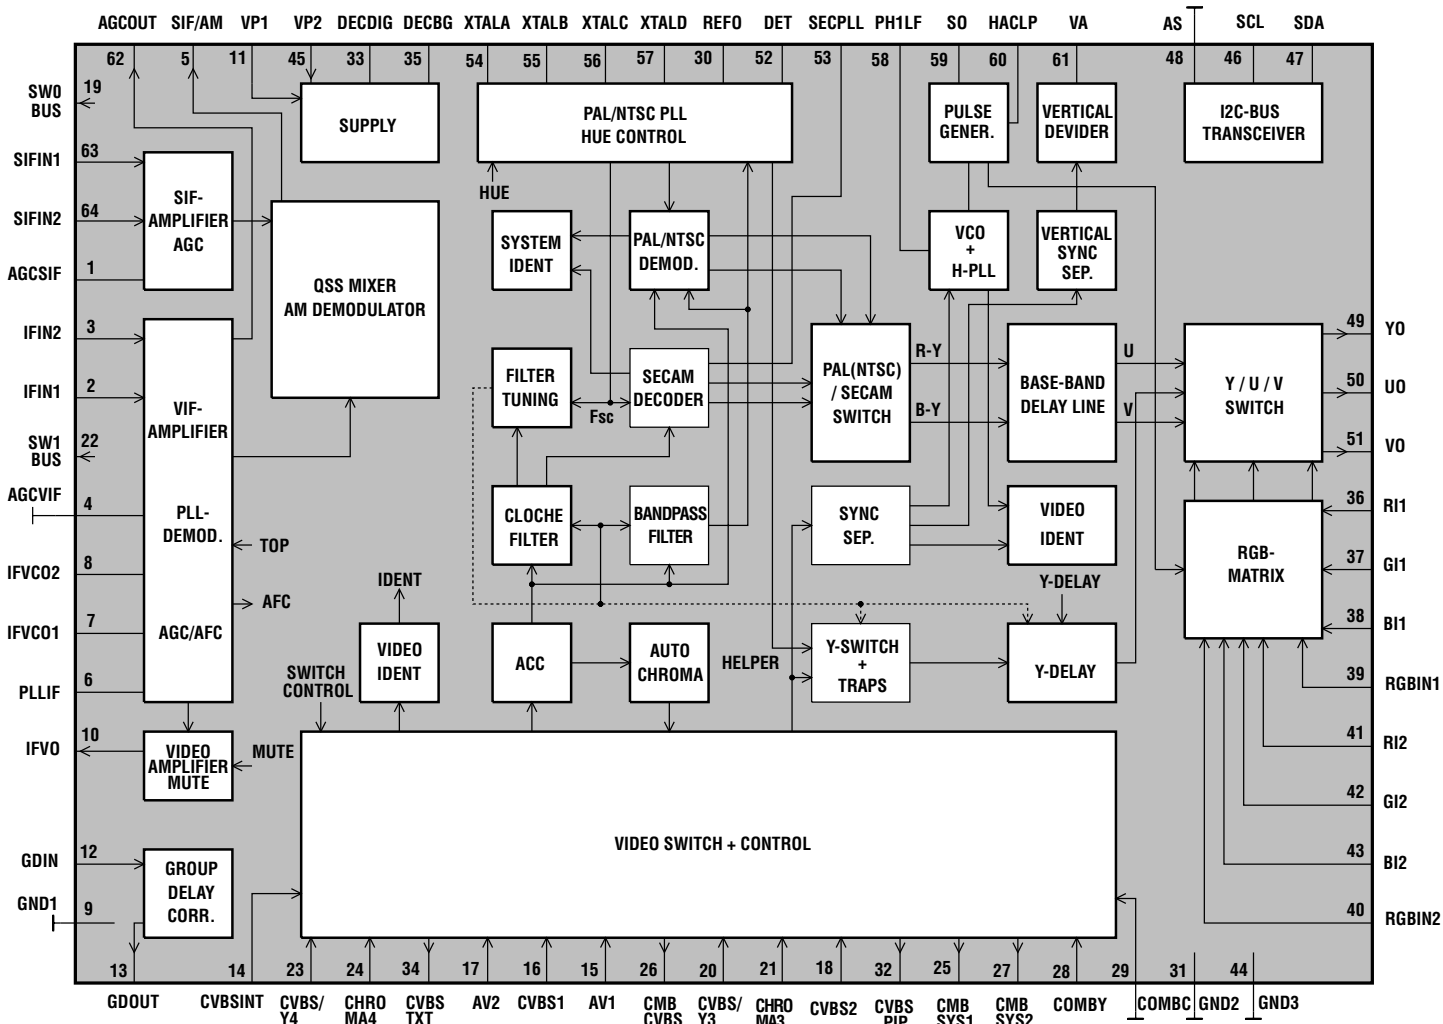 AGCOUT SIF/AM VP1 VP2 DECDIG DECBG XTALA XTALB XTALC XTALD REFO DET SECPLL PH1LF SO HACLP VA AS SCL SDA
62 5 11 45 33 35 54 55 56 57 30 52 53 58 59 60 61 48 46 47
SW0
BUS
19
SUPPLY
PAL/NTSC PLL
HUE CONTROL
PULSE
GENER.
VERTICAL
DEVIDER
I2C-BUS
TRANSCEIVER
SIFIN1 63
SIFIN2 64
AGCSIF 1
SIF-
AMPLIFIER
AGC
HUE
SYSTEM
IDENT
PAL/NTSC
DEMOD.
VCO
+
H-PLL
VERTICAL
SYNC
SEP.
QSS MIXER
AM DEMODULATOR
IFIN2 3
IFIN1 2
SW1
BUS
22
AGCVIF
4
IFVCO2 8
IFVCO1 7
PLLIF 6
VIF-
AMPLIFIER
PLL-
DEMOD.
AGC/AFC
TOP
AFC
FILTER
TUNING
Fsc
SECAM
DECODER
PAL(NTSC)
/ SECAM
SWITCH
R-Y
B-Y
BASE-BAND
DELAY LINE
U
V
Y / U / V
SWITCH
49 YO
50 UO
51 VO
CLOCHE
FILTER
BANDPASS
FILTER
SYNC
SEP.
VIDEO
IDENT
RGB-
MATRIX
36 RI1
37 GI1
38 BI1
39 RGBIN1
41 RI2
42 GI2
43 BI2
40 RGBIN2
IDENT
VIDEO
IDENT
SWITCH
CONTROL
ACC
AUTO
CHROMA
HELPER
Y-SWITCH
+
TRAPS
Y-DELAY
Y-DELAY
IFVO 10
VIDEO
AMPLIFIER
MUTE
MUTE
VIDEO SWITCH + CONTROL
GDIN 12
GND1 9
GROUP
DELAY
CORR.
13 14 23 24 34 17 16 15 26 20 21 18 32 25 27 28 29 31 44
GDOUT CVBSINT CVBS/
Y4
CHRO
MA4
CVBS
TXT
AV2 CVBS1 AV1 CMB
CVBS
CVBS/
Y3
CHRO
MA3
CVBS2 CVBS
PIP
CMB
SYS1
CMB
SYS2
COMBY COMBC GND2 GND3